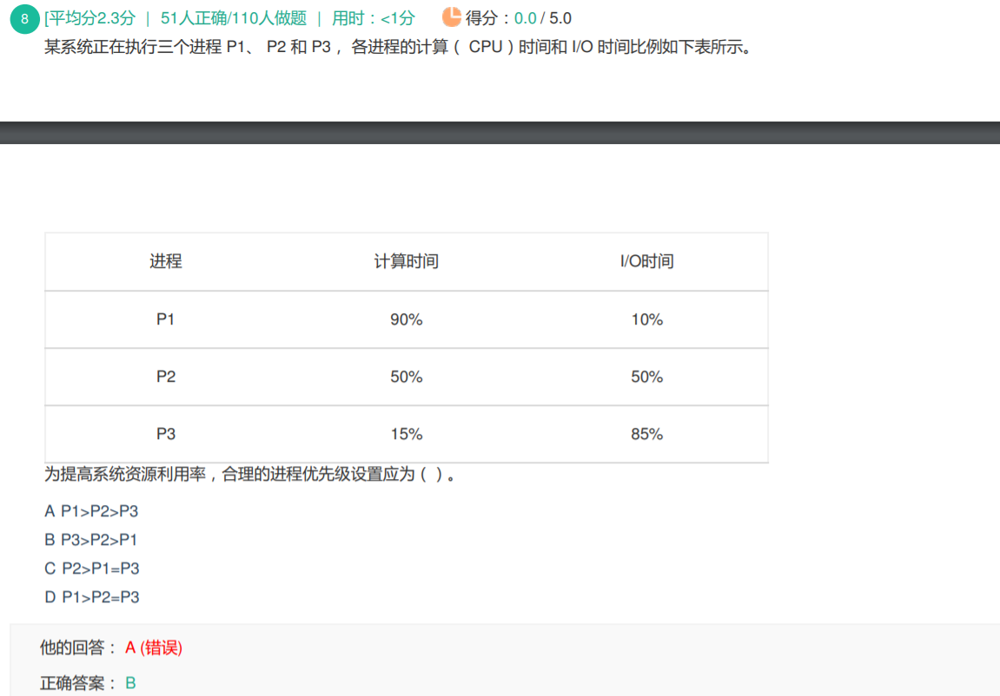 8 [平均分2.3分 | 51人正确/110人做题 | 用时：<1分 得分：0.0 / 5.0
某系统正在执行三个进程 P1、 P2 和 P3 ，各进程的计算（ CPU ）时间和 I/O 时间比例如下表所示。
进程 计算时间 I/O时间
P1 90% 10%
P2 50% 50%
P3 15% 85%
为提高系统资源利用率，合理的进程优先级设置应为（ ）。
A P1>P2>P3
B P3>P2>P1
C P2>P1=P3
D P1>P2=P3
他的回答： A (错误)
正确答案： B